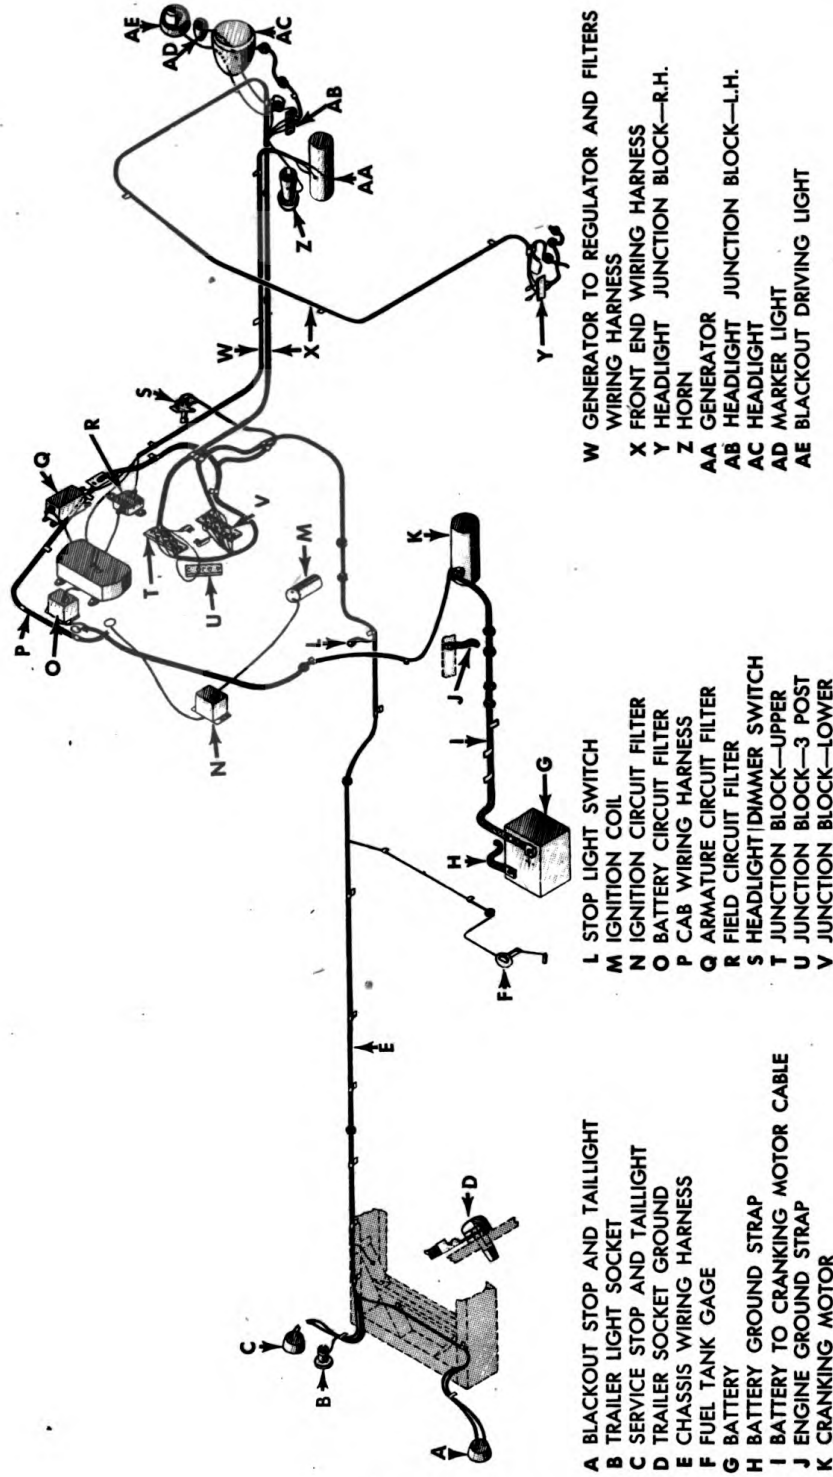 AE
AD
AC
AB
AA
Z
Y
X
W
S
R
Q
P
O
T
U
V
M
N
L
K
J
I
G
H
F
E
D
C
B
A
A BLACKOUT STOP AND TAILLIGHT
B TRAILER LIGHT SOCKET
C SERVICE STOP AND TAILLIGHT
D TRAILER SOCKET GROUND
E CHASSIS WIRING HARNESS
F FUEL TANK GAGE
G BATTERY
H BATTERY GROUND STRAP
I BATTERY TO CRANKING MOTOR CABLE
J ENGINE GROUND STRAP
K CRANKING MOTOR
L STOP LIGHT SWITCH
M IGNITION COIL
N IGNITION CIRCUIT FILTER
O BATTERY CIRCUIT FILTER
P CAB WIRING HARNESS
Q ARMATURE CIRCUIT FILTER
R FIELD CIRCUIT FILTER
S HEADLIGHT DIMMER SWITCH
T JUNCTION BLOCK—UPPER
U JUNCTION BLOCK—3 POST
V JUNCTION BLOCK—LOWER
W GENERATOR TO REGULATOR AND FILTERS
WIRING HARNESS
X FRONT END WIRING HARNESS
Y HEADLIGHT JUNCTION BLOCK—R.H.
Z HORN
AA GENERATOR
AB HEADLIGHT JUNCTION BLOCK—L.H.
AC HEADLIGHT
AD MARKER LIGHT
AE BLACKOUT DRIVING LIGHT